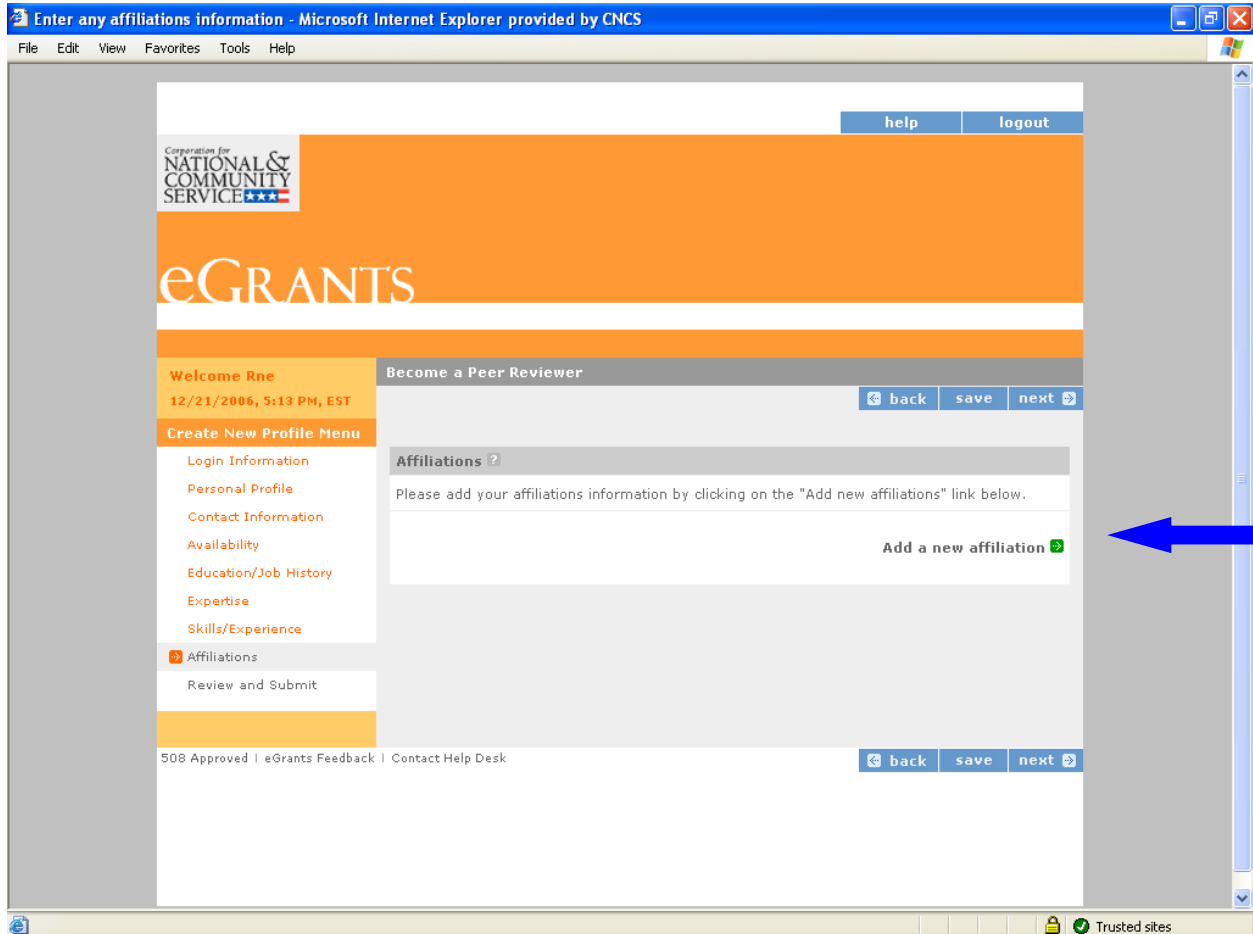 Enter any affiliations information - Microsoft Internet Explorer provided by CNCS
File Edit View Favorites Tools Help
help logout
Corporation for
NATIONAL &
COMMUNITY
SERVICE
eGRANTS
Welcome Rne
12/21/2006, 5:13 PM, EST
Create New Profile Menu
Login Information
Personal Profile
Contact Information
Availability
Education/Job History
Expertise
Skills/Experience
Affiliations
Review and Submit
Become a Peer Reviewer
back save next
Affiliations ?
Please add your affiliations information by clicking on the "Add new affiliations" link below.
Add a new affiliation
508 Approved | eGrants Feedback | Contact Help Desk
back save next
Trusted sites